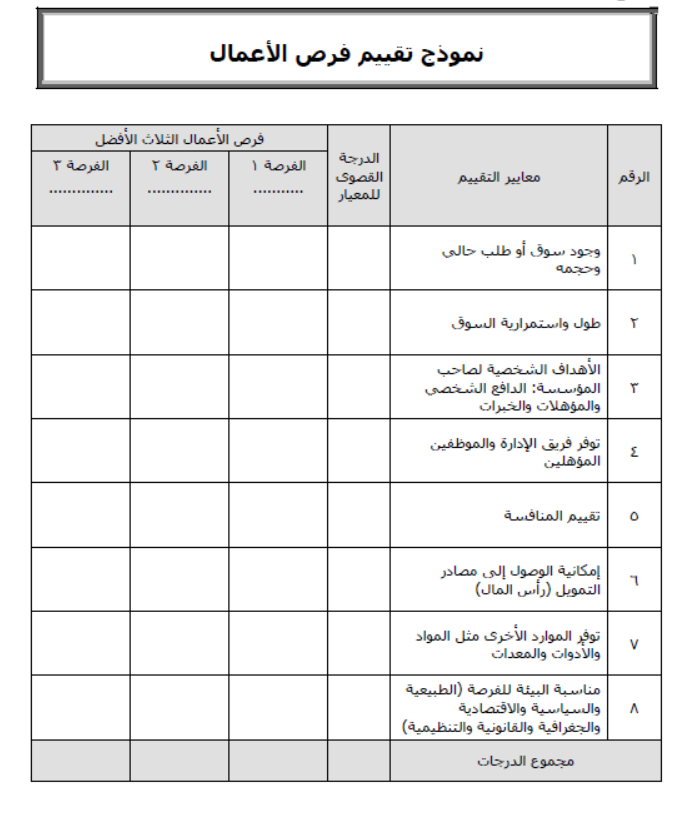 نموذج تقييم فرص الأعمال
الرقم
معايير التقييم
الدرجة
القصوى
للمعيار
فرص الأعمال الثلاث الأفضل
الفرصة ١
...........
الفرصة ٢
..............
الفرصة ٣
..............
١
وجود سوق أو طلب حالي
وحجمه
٢
طول واستمرارية السوق
٣
الأهداف الشخصية لصاحب
المؤسسة: الدافع الشخصي
والمؤهلات والخبرات
٤
توفر فريق الإدارة والموظفين
المؤهلين
٥
تقييم المنافسة
٦
إمكانية الوصول إلى مصادر
التمويل (رأس المال)
٧
توفر الموارد الأخرى مثل المواد
والأدوات والمعدات
٨
مناسبة البيئة للفرصة (الطبيعية
والسياسية والاقتصادية
والجغرافية والقانونية والتنظيمية)
مجموع الدرجات